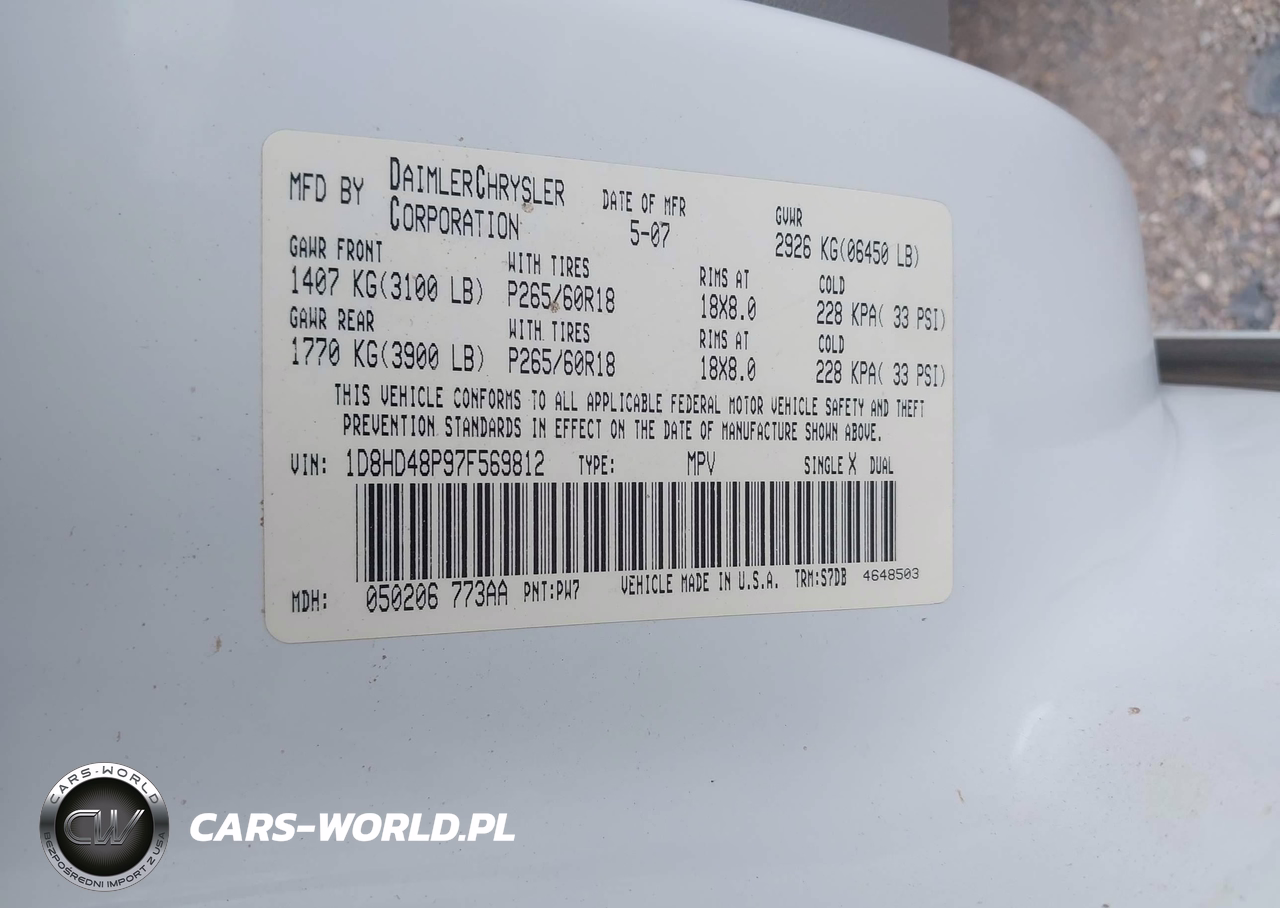 MFD BY DAIMLERCHRYSLER CORPORATION DATE OF MFR 5-07 GVWR 2926 KG(06450 LB)
GAWR FRONT WITH TIRES RIMS AT COLD
1407 KG(3100 LB) P265/60R18 18X8.0 228 KPA( 33 PSI)
GAWR REAR WITH TIRES RIMS AT COLD
1770 KG(3900 LB) P265/60R18 18X8.0 228 KPA( 33 PSI)
THIS VEHICLE CONFORMS TO ALL APPLICABLE FEDERAL MOTOR VEHICLE SAFETY AND THEFT
PREVENTION STANDARDS IN EFFECT ON THE DATE OF MANUFACTURE SHOWN ABOVE.
VIN: 1D8HD48P97F569812 TYPE: MPV SINGLE X DUAL
MDH: 050206 773AA PNT:PW7 VEHICLE MADE IN U.S.A. TRM:S7DB 4648503
CARS-WORLD
CW
BEZPOŚREDNI IMPORT Z USA
CARS-WORLD.PL